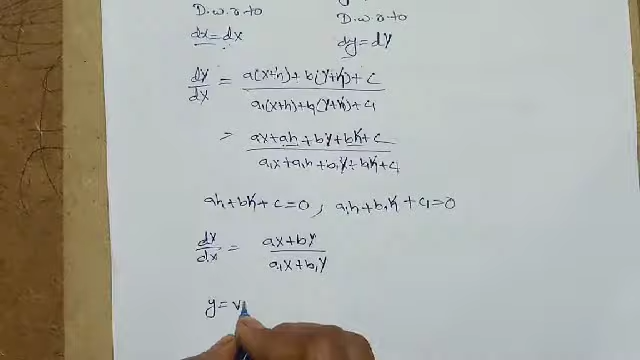 D.w.r to D.w.r to
dx = dX dy = dY
dY/dX = a(X+h)+b(Y+k)+c / a₁(X+h)+b₁(Y+k)+c₁
= aX+ah+bY+bk+c / a₁X+a₁h+b₁Y+b₁k+c₁
ah+bk+c=0, a₁h+b₁k+c₁=0
dY/dX = aX+bY / a₁X+b₁Y
y=v